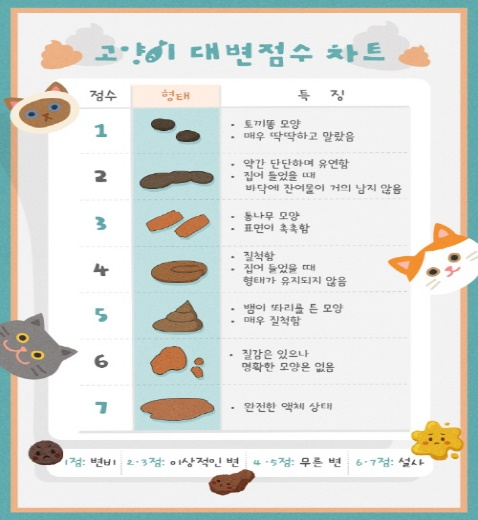 고양이 대변점수 차트
점수 형태 특 징
1
• 토끼똥 모양
• 매우 딱딱하고 말랐음
2
• 약간 단단하며 유연함
• 집어 들었을 때
바닥에 잔여물이 거의 남지 않음
3
• 통나무 모양
• 표면이 촉촉함
4
• 질척함
• 집어 들었을 때
형태가 유지되지 않음
5
• 뱀이 똬리를 튼 모양
• 매우 질척함
6
• 질감은 있으나
명확한 모양은 없음
7
• 완전한 액체 상태
1점: 변비 2-3점: 이상적인 변 4-5점: 무른 변 6-7점: 설사